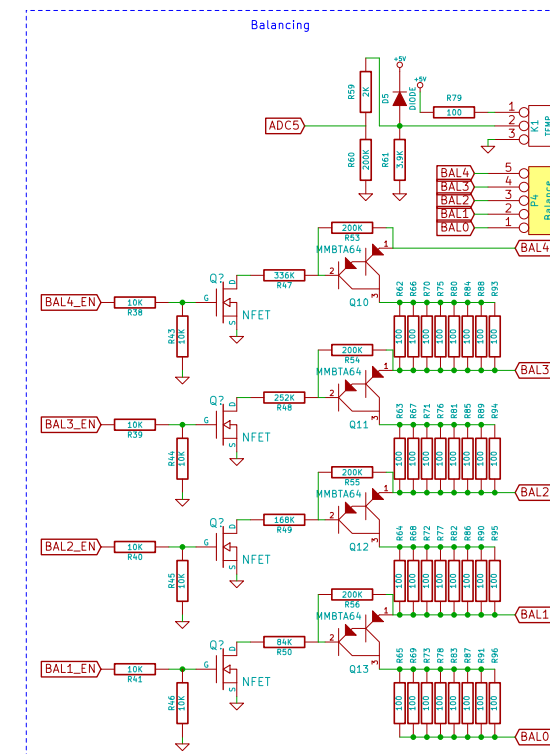 Balancing
+5V
+5V
R59
2K
D5
DIODE
R79
100
1
2
3
K1
ADC5
R60
200K
R61
3.9K
BAL4
BAL3
BAL2
BAL1
BAL0
5
4
3
2
1
P4
Balance
200K
R53
MMBTA64
1
BAL4
2
3
Q10
336K
R47
Q?
G
D
S
NFET
BAL4_EN
10K
R38
R43
10K
R62
R66
R70
R75
R80
R84
R88
R93
100
100
100
100
100
100
100
100
200K
R54
MMBTA64
1
BAL3
2
3
Q11
252K
R48
Q?
G
D
S
NFET
BAL3_EN
10K
R39
R44
10K
R63
R67
R71
R76
R81
R85
R89
R94
100
100
100
100
100
100
100
100
200K
R55
MMBTA64
1
BAL2
2
3
Q12
168K
R49
Q?
G
D
S
NFET
BAL2_EN
10K
R40
R45
10K
R64
R68
R72
R77
R82
R86
R90
R95
100
100
100
100
100
100
100
100
200K
R56
MMBTA64
1
BAL1
2
3
Q13
84K
R50
Q?
G
D
S
NFET
BAL1_EN
10K
R41
R46
10K
R65
R69
R73
R78
R83
R87
R91
R96
100
100
100
100
100
100
100
100
BAL0